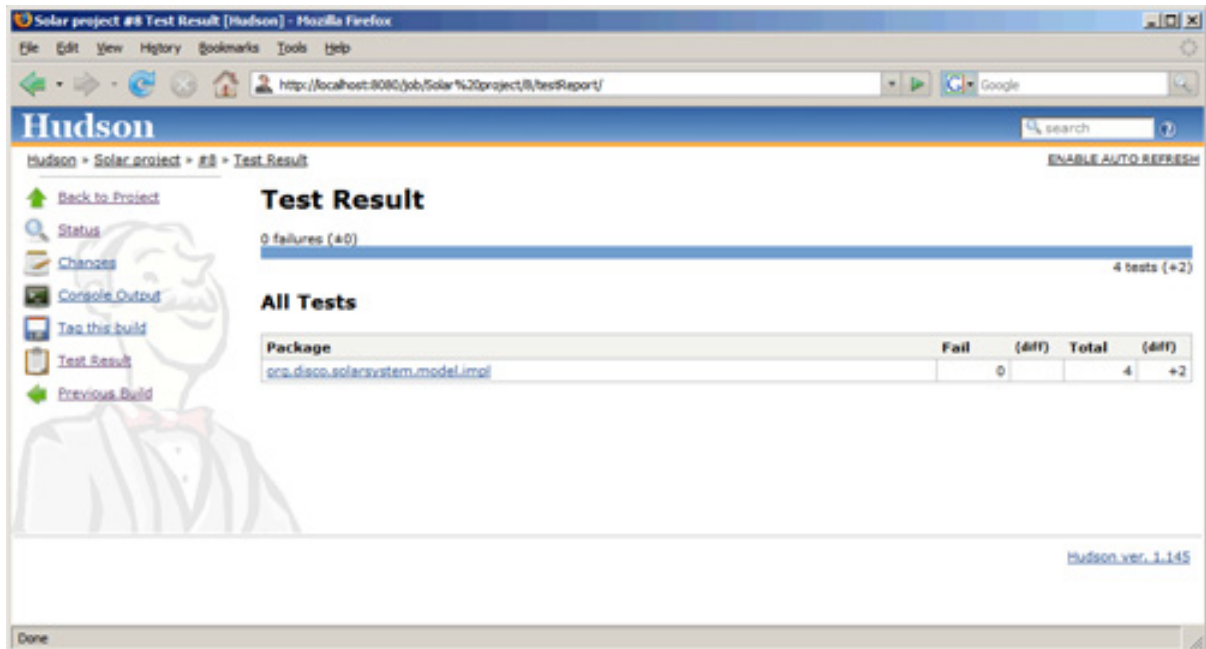 Solar project #8 Test Result [Hudson] - Mozilla Firefox
File Edit View History Bookmarks Tools Help
http://localhost:8080/job/Solar%20project/8/testReport/
G Google
Hudson
search
?
Hudson » Solar project » #8 » Test Result
ENABLE AUTO REFRESH
Back to Project
Status
Changes
Console Output
Tag this build
Test Result
Previous Build
Test Result
0 failures (±0)
4 tests (+2)
All Tests
Package Fail (diff) Total (diff)
org.disco.solarsystem.model.impl 0 4 +2
Hudson ver. 1.145
Done